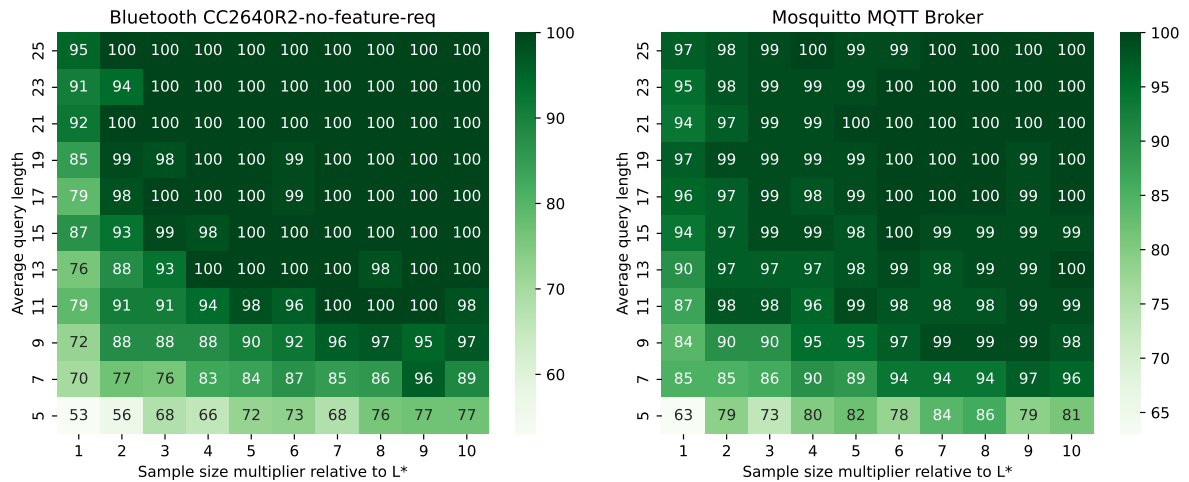 Bluetooth CC2640R2-no-feature-req
Average query length
25 95 100 100 100 100 100 100 100 100 100
23 91 94 100 100 100 100 100 100 100 100
21 92 100 100 100 100 100 100 100 100 100
19 85 99 98 100 100 99 100 100 100 100
17 79 98 100 100 100 99 100 100 100 100
15 87 93 99 98 100 100 100 100 100 100
13 76 88 93 100 100 100 100 98 100 100
11 79 91 91 94 98 96 100 100 100 98
9 72 88 88 88 90 92 96 97 95 97
7 70 77 76 83 84 87 85 86 96 89
5 53 56 68 66 72 73 68 76 77 77
1 2 3 4 5 6 7 8 9 10
Sample size multiplier relative to L*
100
90
80
70
60
Mosquitto MQTT Broker
Average query length
25 97 98 99 100 99 99 100 100 100 100
23 95 98 99 99 99 100 100 100 100 100
21 94 97 99 99 100 100 100 100 100 100
19 97 99 99 99 99 100 100 100 99 100
17 96 97 99 98 99 100 100 100 99 100
15 94 97 99 99 98 100 99 99 99 99
13 90 97 97 97 98 99 98 99 99 100
11 87 98 98 96 99 98 98 98 98 99
9 84 90 90 95 95 97 99 99 99 98
7 85 85 86 90 89 94 94 94 97 96
5 63 79 73 80 82 78 84 86 79 81
1 2 3 4 5 6 7 8 9 10
Sample size multiplier relative to L*
100
95
90
85
80
75
70
65